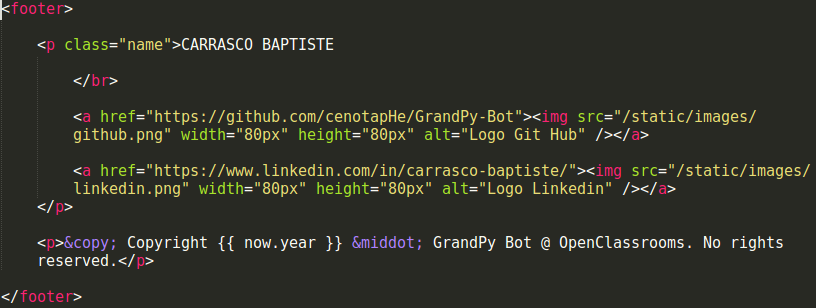 <footer>
<p class="name">CARRASCO BAPTISTE
</br>
<a href="https://github.com/cenotapHe/GrandPy-Bot"><img src="/static/images/
github.png" width="80px" height="80px" alt="Logo Git Hub" /></a>
<a href="https://www.linkedin.com/in/carrasco-baptiste/"><img src="/static/images/
linkedin.png" width="80px" height="80px" alt="Logo Linkedin" /></a>
</p>
<p>&copy; Copyright {{ now.year }} &middot; GrandPy Bot @ OpenClassrooms. No rights
reserved.</p>
</footer>